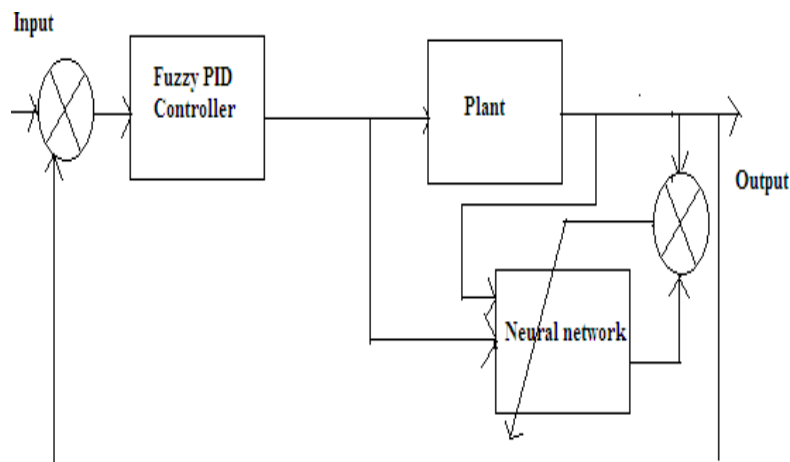 Input
Fuzzy PID
Controller
Plant
Output
Neural network